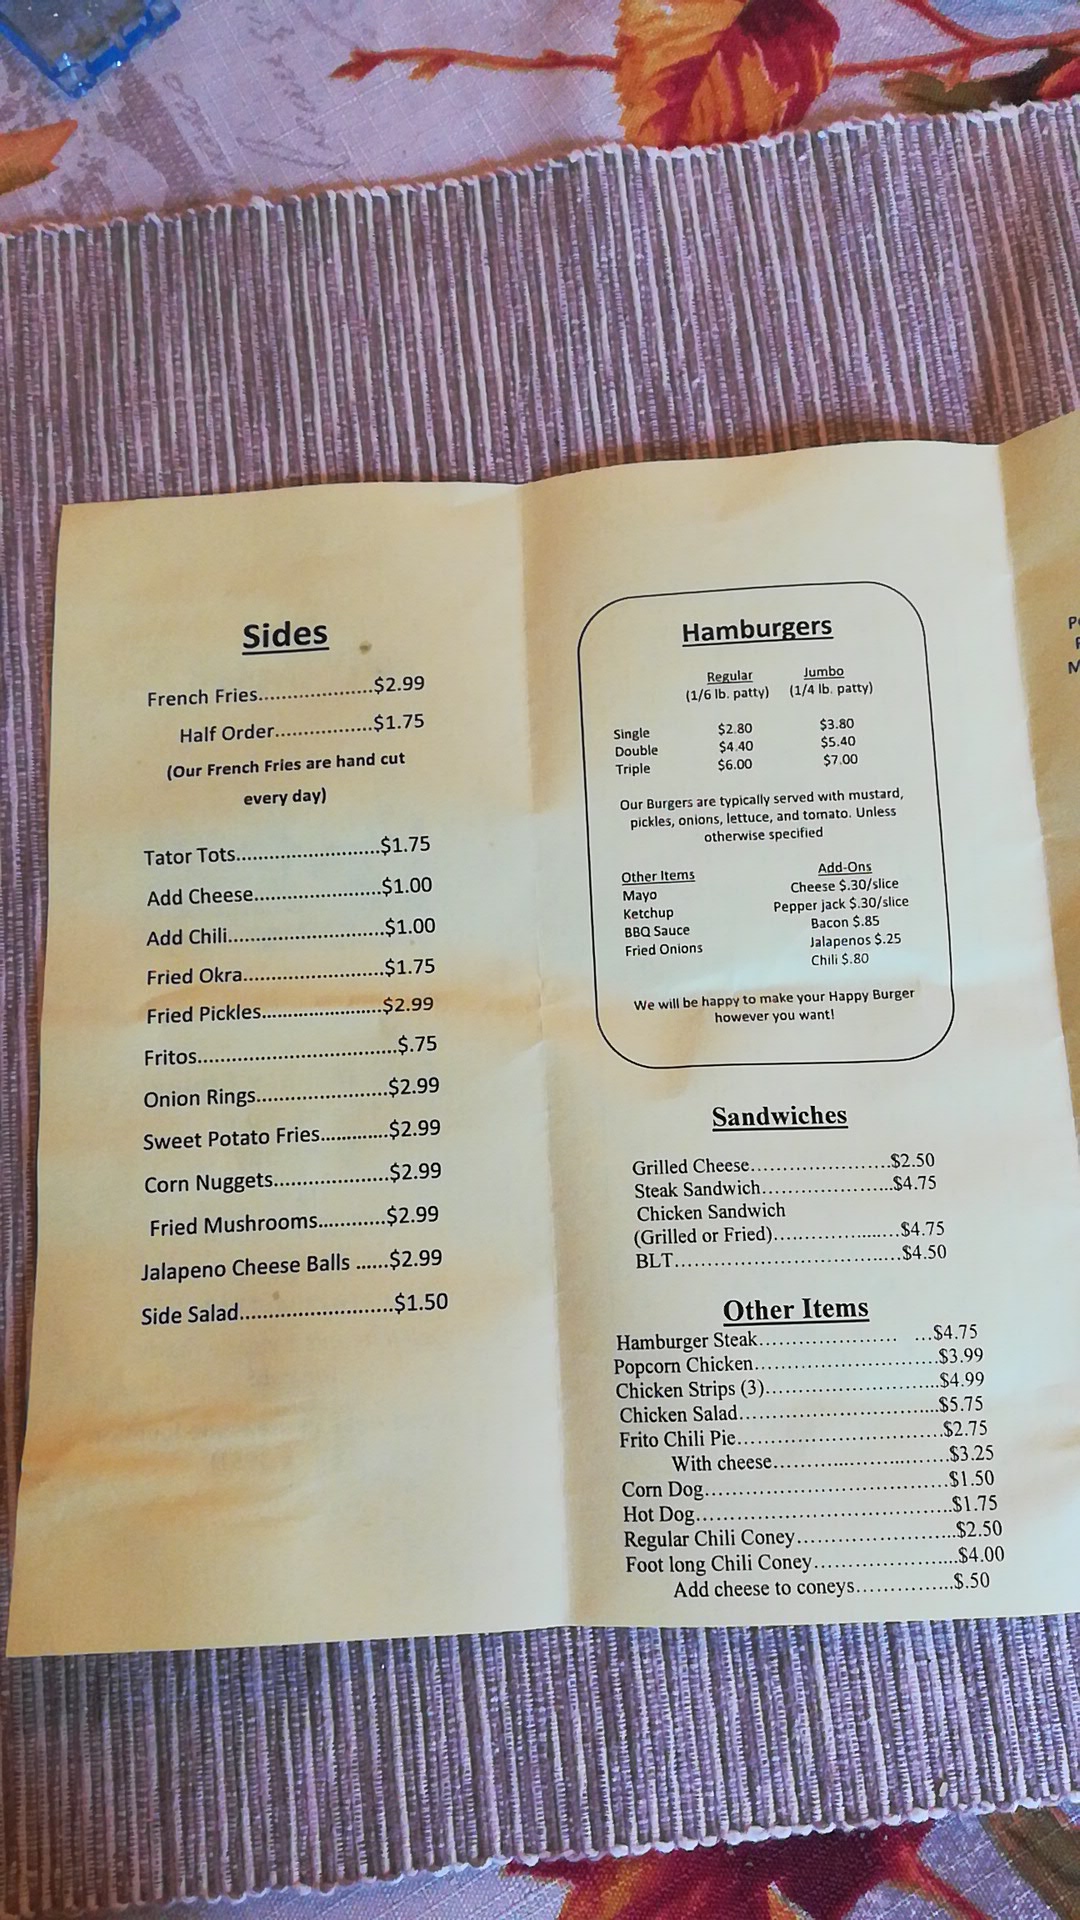 Sides
French Fries....................$2.99
Half Order.................$1.75
(Our French Fries are hand cut
every day)
Tator Tots..........................$1.75
Add Cheese.......................$1.00
Add Chili............................$1.00
Fried Okra.........................$1.75
Fried Pickles.........................$2.99
Fritos....................................$.75
Onion Rings........................$2.99
Sweet Potato Fries.............$2.99
Corn Nuggets.....................$2.99
Fried Mushrooms............$2.99
Jalapeno Cheese Balls ......$2.99
Side Salad............................$1.50
Hamburgers
Regular Jumbo
(1/6 lb. patty) (1/4 lb. patty)
Single $2.80 $3.80
Double $4.40 $5.40
Triple $6.00 $7.00
Our Burgers are typically served with mustard,
pickles, onions, lettuce, and tomato. Unless
otherwise specified
Other Items Add-Ons
Mayo Cheese $.30/slice
Ketchup Pepper jack $.30/slice
BBQ Sauce Bacon $.85
Fried Onions Jalapenos $.25
Chili $.80
We will be happy to make your Happy Burger
however you want!
Sandwiches
Grilled Cheese......................$2.50
Steak Sandwich.....................$4.75
Chicken Sandwich
(Grilled or Fried)......................$4.75
BLT....................................$4.50
Other Items
Hamburger Steak..................... ...$4.75
Popcorn Chicken.............................$3.99
Chicken Strips (3)...........................$4.99
Chicken Salad................................$5.75
Frito Chili Pie.................................$2.75
With cheese............................$3.25
Corn Dog......................................$1.50
Hot Dog........................................$1.75
Regular Chili Coney.........................$2.50
Foot long Chili Coney.......................$4.00
Add cheese to coneys...............$.50